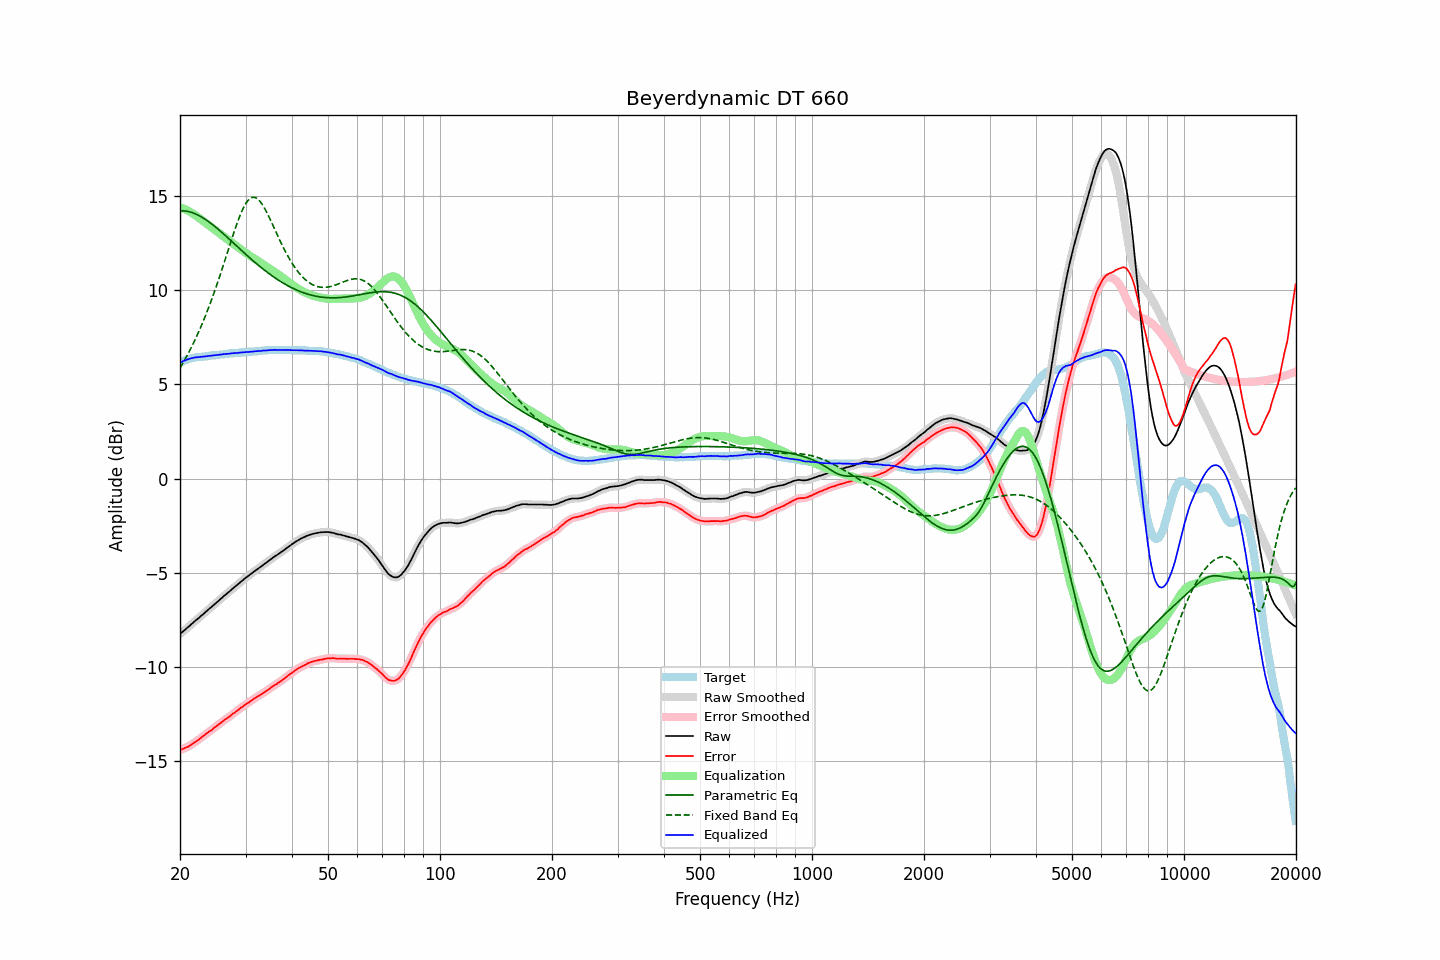 Beyerdynamic DT 660
Amplitude (dBr)
15
10
5
0
−5
−10
−15
Target
Raw Smoothed
Error Smoothed
Raw
Error
Equalization
Parametric Eq
Fixed Band Eq
Equalized
20
50
100
200
500
1000
2000
5000
10000
20000
Frequency (Hz)